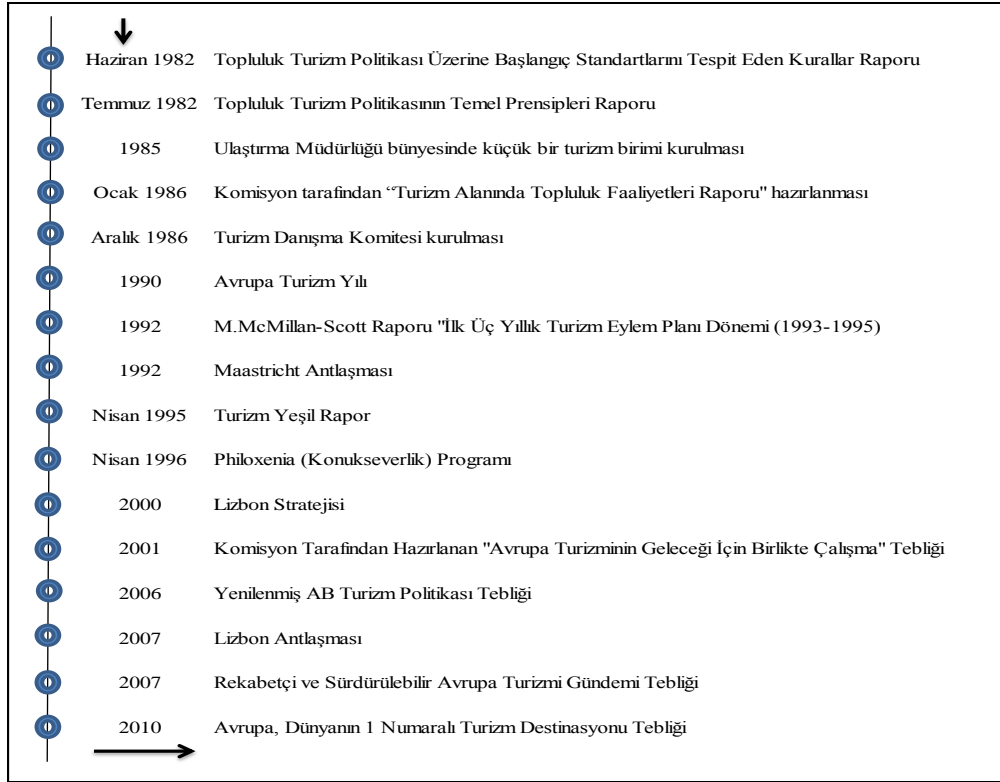 Haziran 1982 Topluluk Turizm Politikası Üzerine Başlangıç Standartlarını Tespit Eden Kurallar Raporu
Temmuz 1982 Topluluk Turizm Politikasının Temel Prensipleri Raporu
1985 Ulaştırma Müdürlüğü bünyesinde küçük bir turizm birimi kurulması
Ocak 1986 Komisyon tarafından “Turizm Alanında Topluluk Faaliyetleri Raporu" hazırlanması
Aralık 1986 Turizm Danışma Komitesi kurulması
1990 Avrupa Turizm Yılı
1992 M.McMillan-Scott Raporu "İlk Üç Yıllık Turizm Eylem Planı Dönemi (1993-1995)
1992 Maastricht Antlaşması
Nisan 1995 Turizm Yeşil Rapor
Nisan 1996 Philoxenia (Konukseverlik) Programı
2000 Lizbon Stratejisi
2001 Komisyon Tarafından Hazırlanan "Avrupa Turizminin Geleceği İçin Birlikte Çalışma" Tebliği
2006 Yenilenmiş AB Turizm Politikası Tebliği
2007 Lizbon Antlaşması
2007 Rekabetçi ve Sürdürülebilir Avrupa Turizmi Gündemi Tebliği
2010 Avrupa, Dünyanın 1 Numaralı Turizm Destinasyonu Tebliği